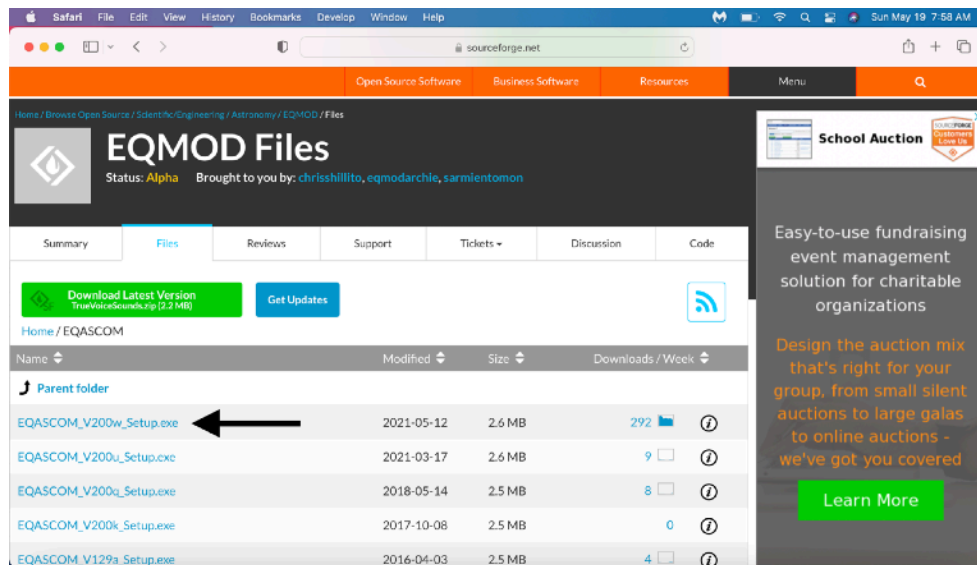 Safari File Edit View History Bookmarks Develop Window Help Sun May 19 7:58 AM
sourceforge.net
Open Source Software Business Software Resources Menu
Home / Browse Open Source / Scientific/Engineering / Astronomy / EQMOD / Files
EQMOD Files
Status: Alpha Brought to you by: chrisshillito, eqmodarchie, sarmientomon
Summary Files Reviews Support Tickets Discussion Code
Download Latest Version
TrueVoiceSounds.zip (2.2 MB)
Get Updates
Home / EQASCOM
Name Modified Size Downloads / Week
Parent folder
EQASCOM_V200w_Setup.exe 2021-05-12 2.6 MB 292
EQASCOM_V200u_Setup.exe 2021-03-17 2.6 MB 9
EQASCOM_V200q_Setup.exe 2018-05-14 2.5 MB 8
EQASCOM_V200k_Setup.exe 2017-10-08 2.5 MB 0
EQASCOM_V129a_Setup.exe 2016-04-03 2.5 MB 4
School Auction
SOURCEFORGE
Customers
Love Us
Easy-to-use fundraising
event management
solution for charitable
organizations
Design the auction mix
that's right for your
group, from small silent
auctions to large galas
to online auctions -
we've got you covered
Learn More